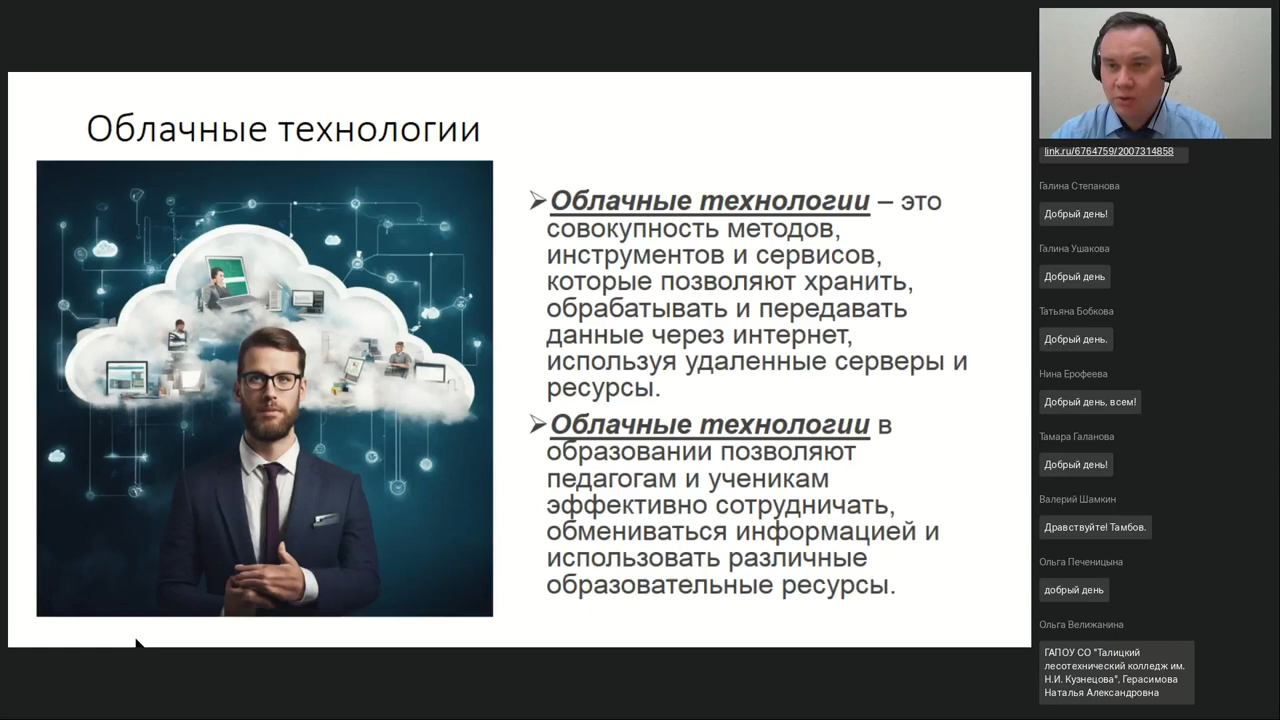 Облачные технологии
Облачные технологии – это
совокупность методов,
инструментов и сервисов,
которые позволяют хранить,
обрабатывать и передавать
данные через интернет,
используя удаленные серверы и
ресурсы.
Облачные технологии в
образовании позволяют
педагогам и ученикам
эффективно сотрудничать,
обмениваться информацией и
использовать различные
образовательные ресурсы.
link.ru/6764759/2007314858
Галина Степанова
Добрый день!
Галина Ушакова
Добрый день
Татьяна Бобкова
Добрый день.
Нина Ерофеева
Добрый день, всем!
Тамара Галанова
Добрый день!
Валерий Шамкин
Дравствуйте! Тамбов.
Ольга Печеницына
добрый день
Ольга Велижанина
ГАПОУ СО "Талицкий
лесотехнический колледж им.
Н.И. Кузнецова", Герасимова
Наталья Александровна